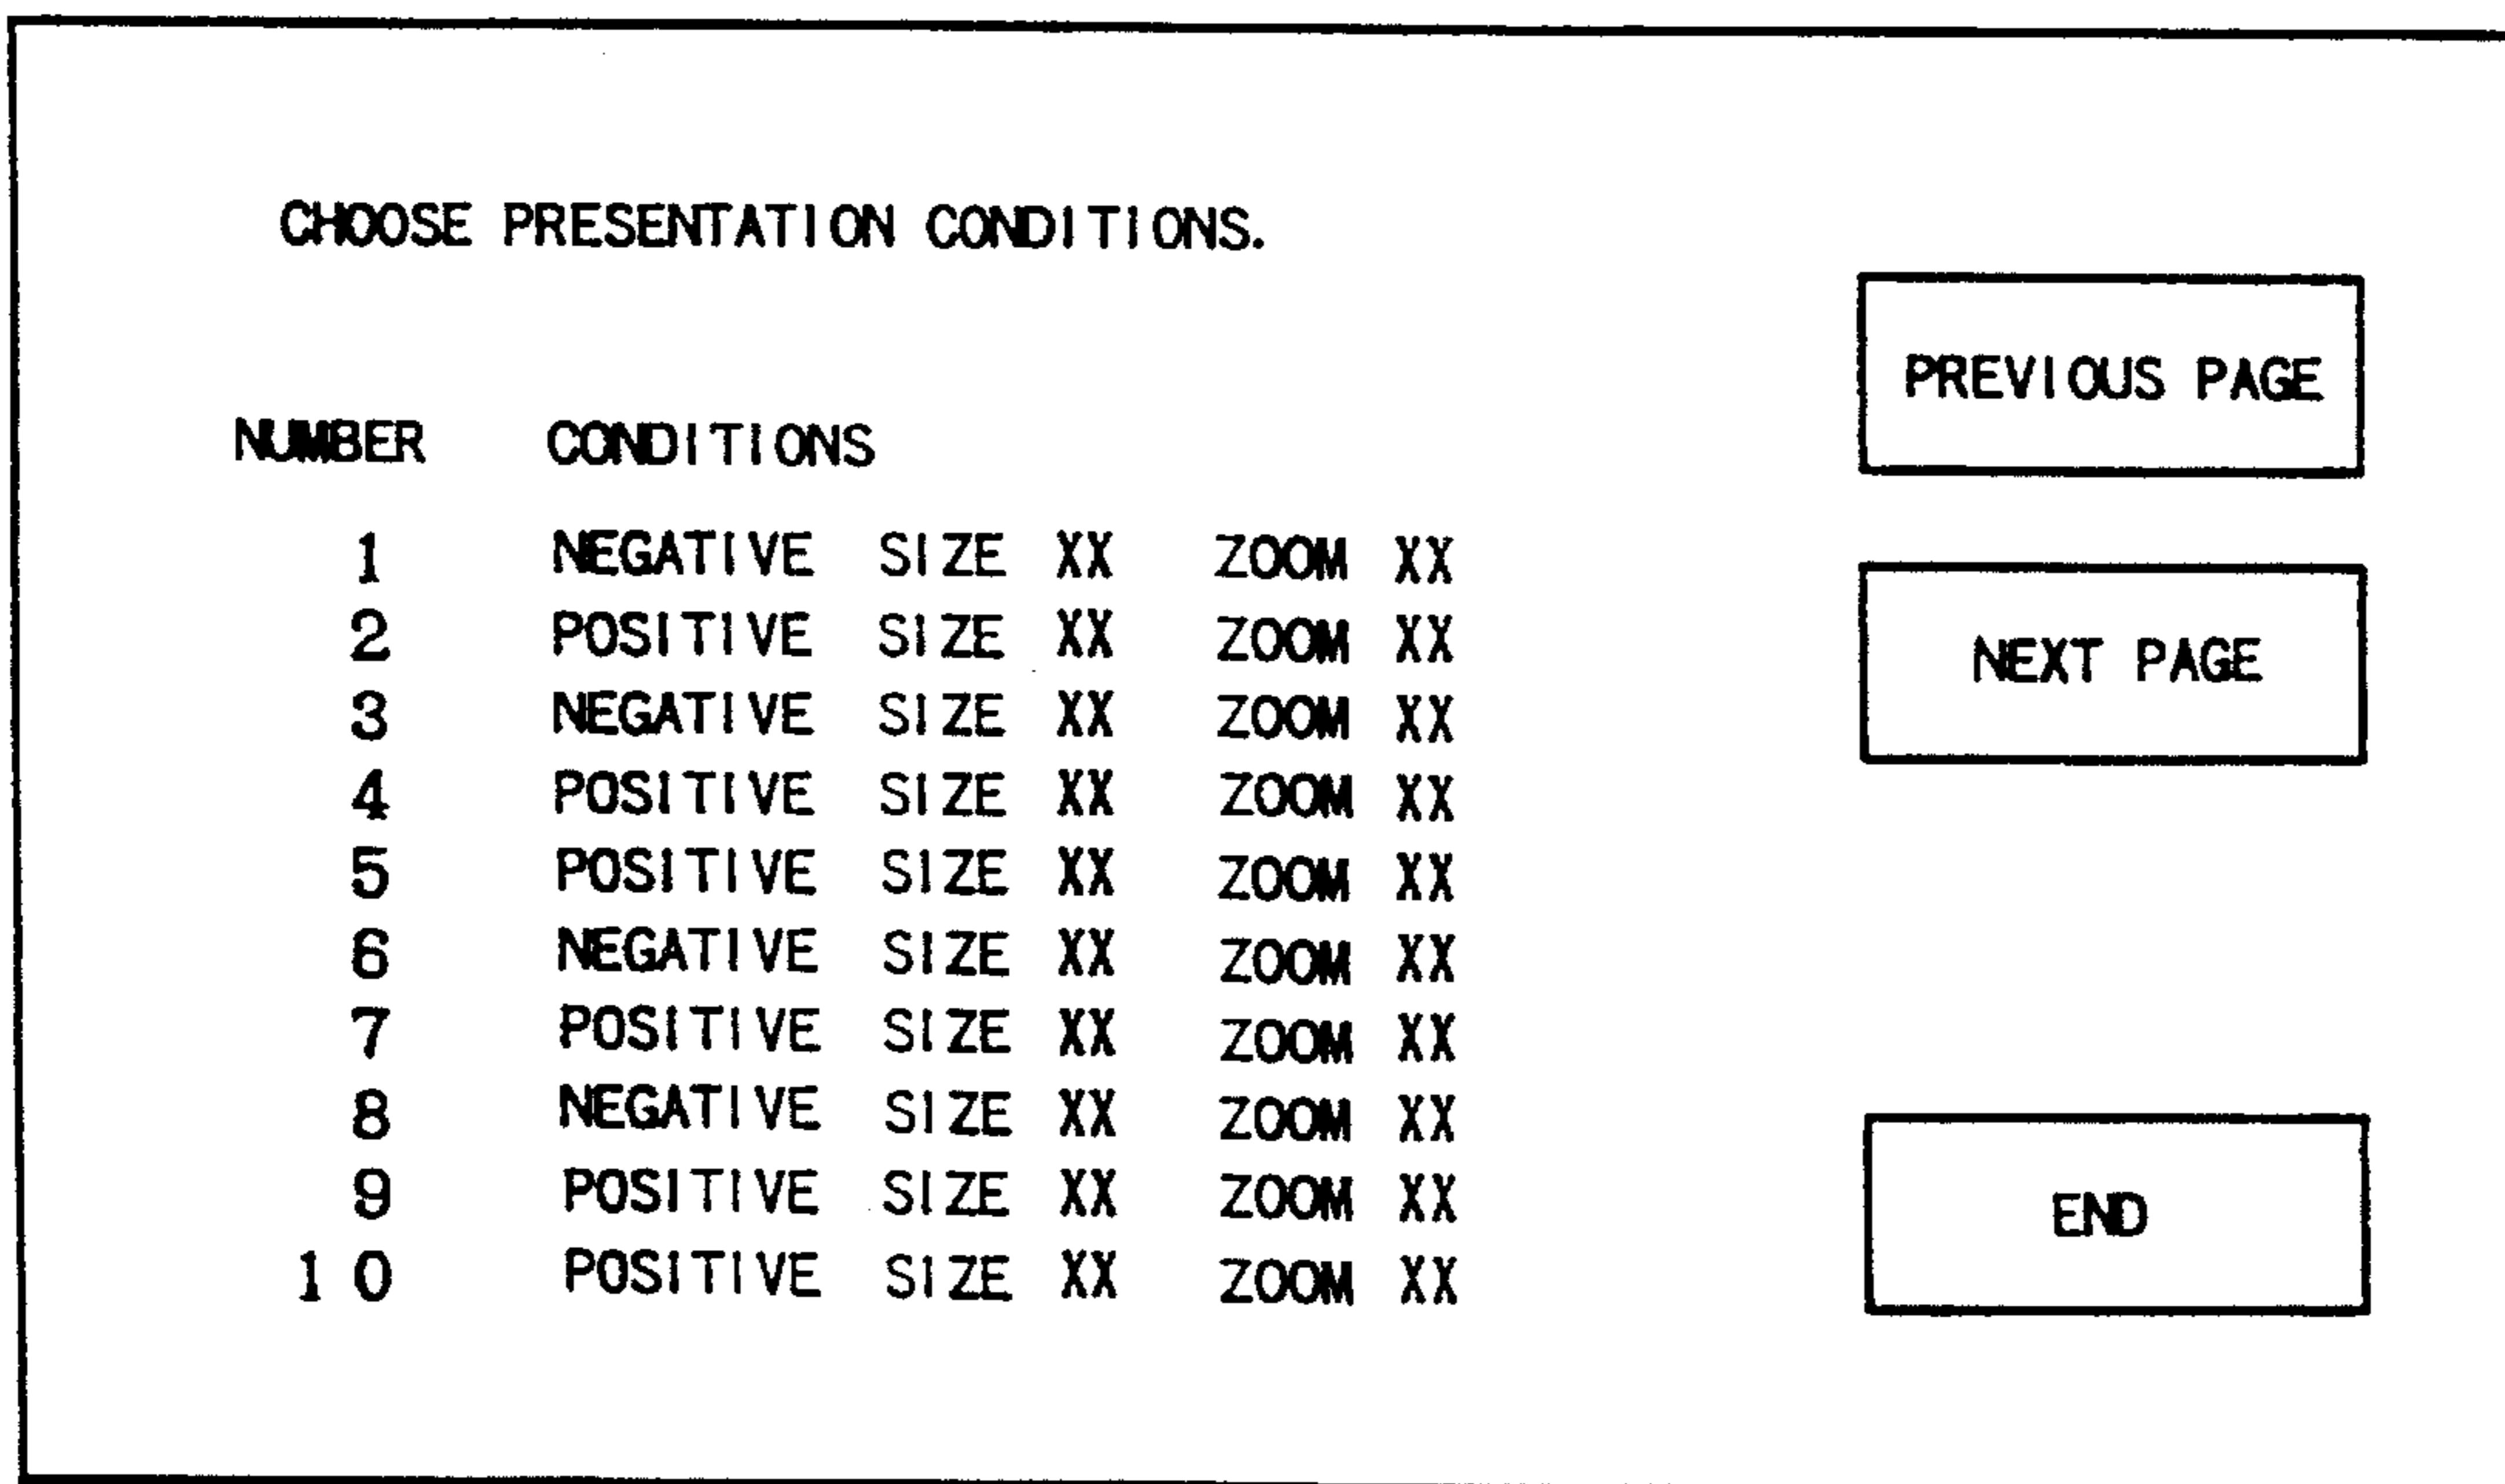 CHOOSE PRESENTATION CONDITIONS.
NUMBER CONDITIONS
1 NEGATIVE SIZE XX ZOOM XX
2 POSITIVE SIZE XX ZOOM XX
3 NEGATIVE SIZE XX ZOOM XX
4 POSITIVE SIZE XX ZOOM XX
5 POSITIVE SIZE XX ZOOM XX
6 NEGATIVE SIZE XX ZOOM XX
7 POSITIVE SIZE XX ZOOM XX
8 NEGATIVE SIZE XX ZOOM XX
9 POSITIVE SIZE XX ZOOM XX
10 POSITIVE SIZE XX ZOOM XX
PREVIOUS PAGE
NEXT PAGE
END